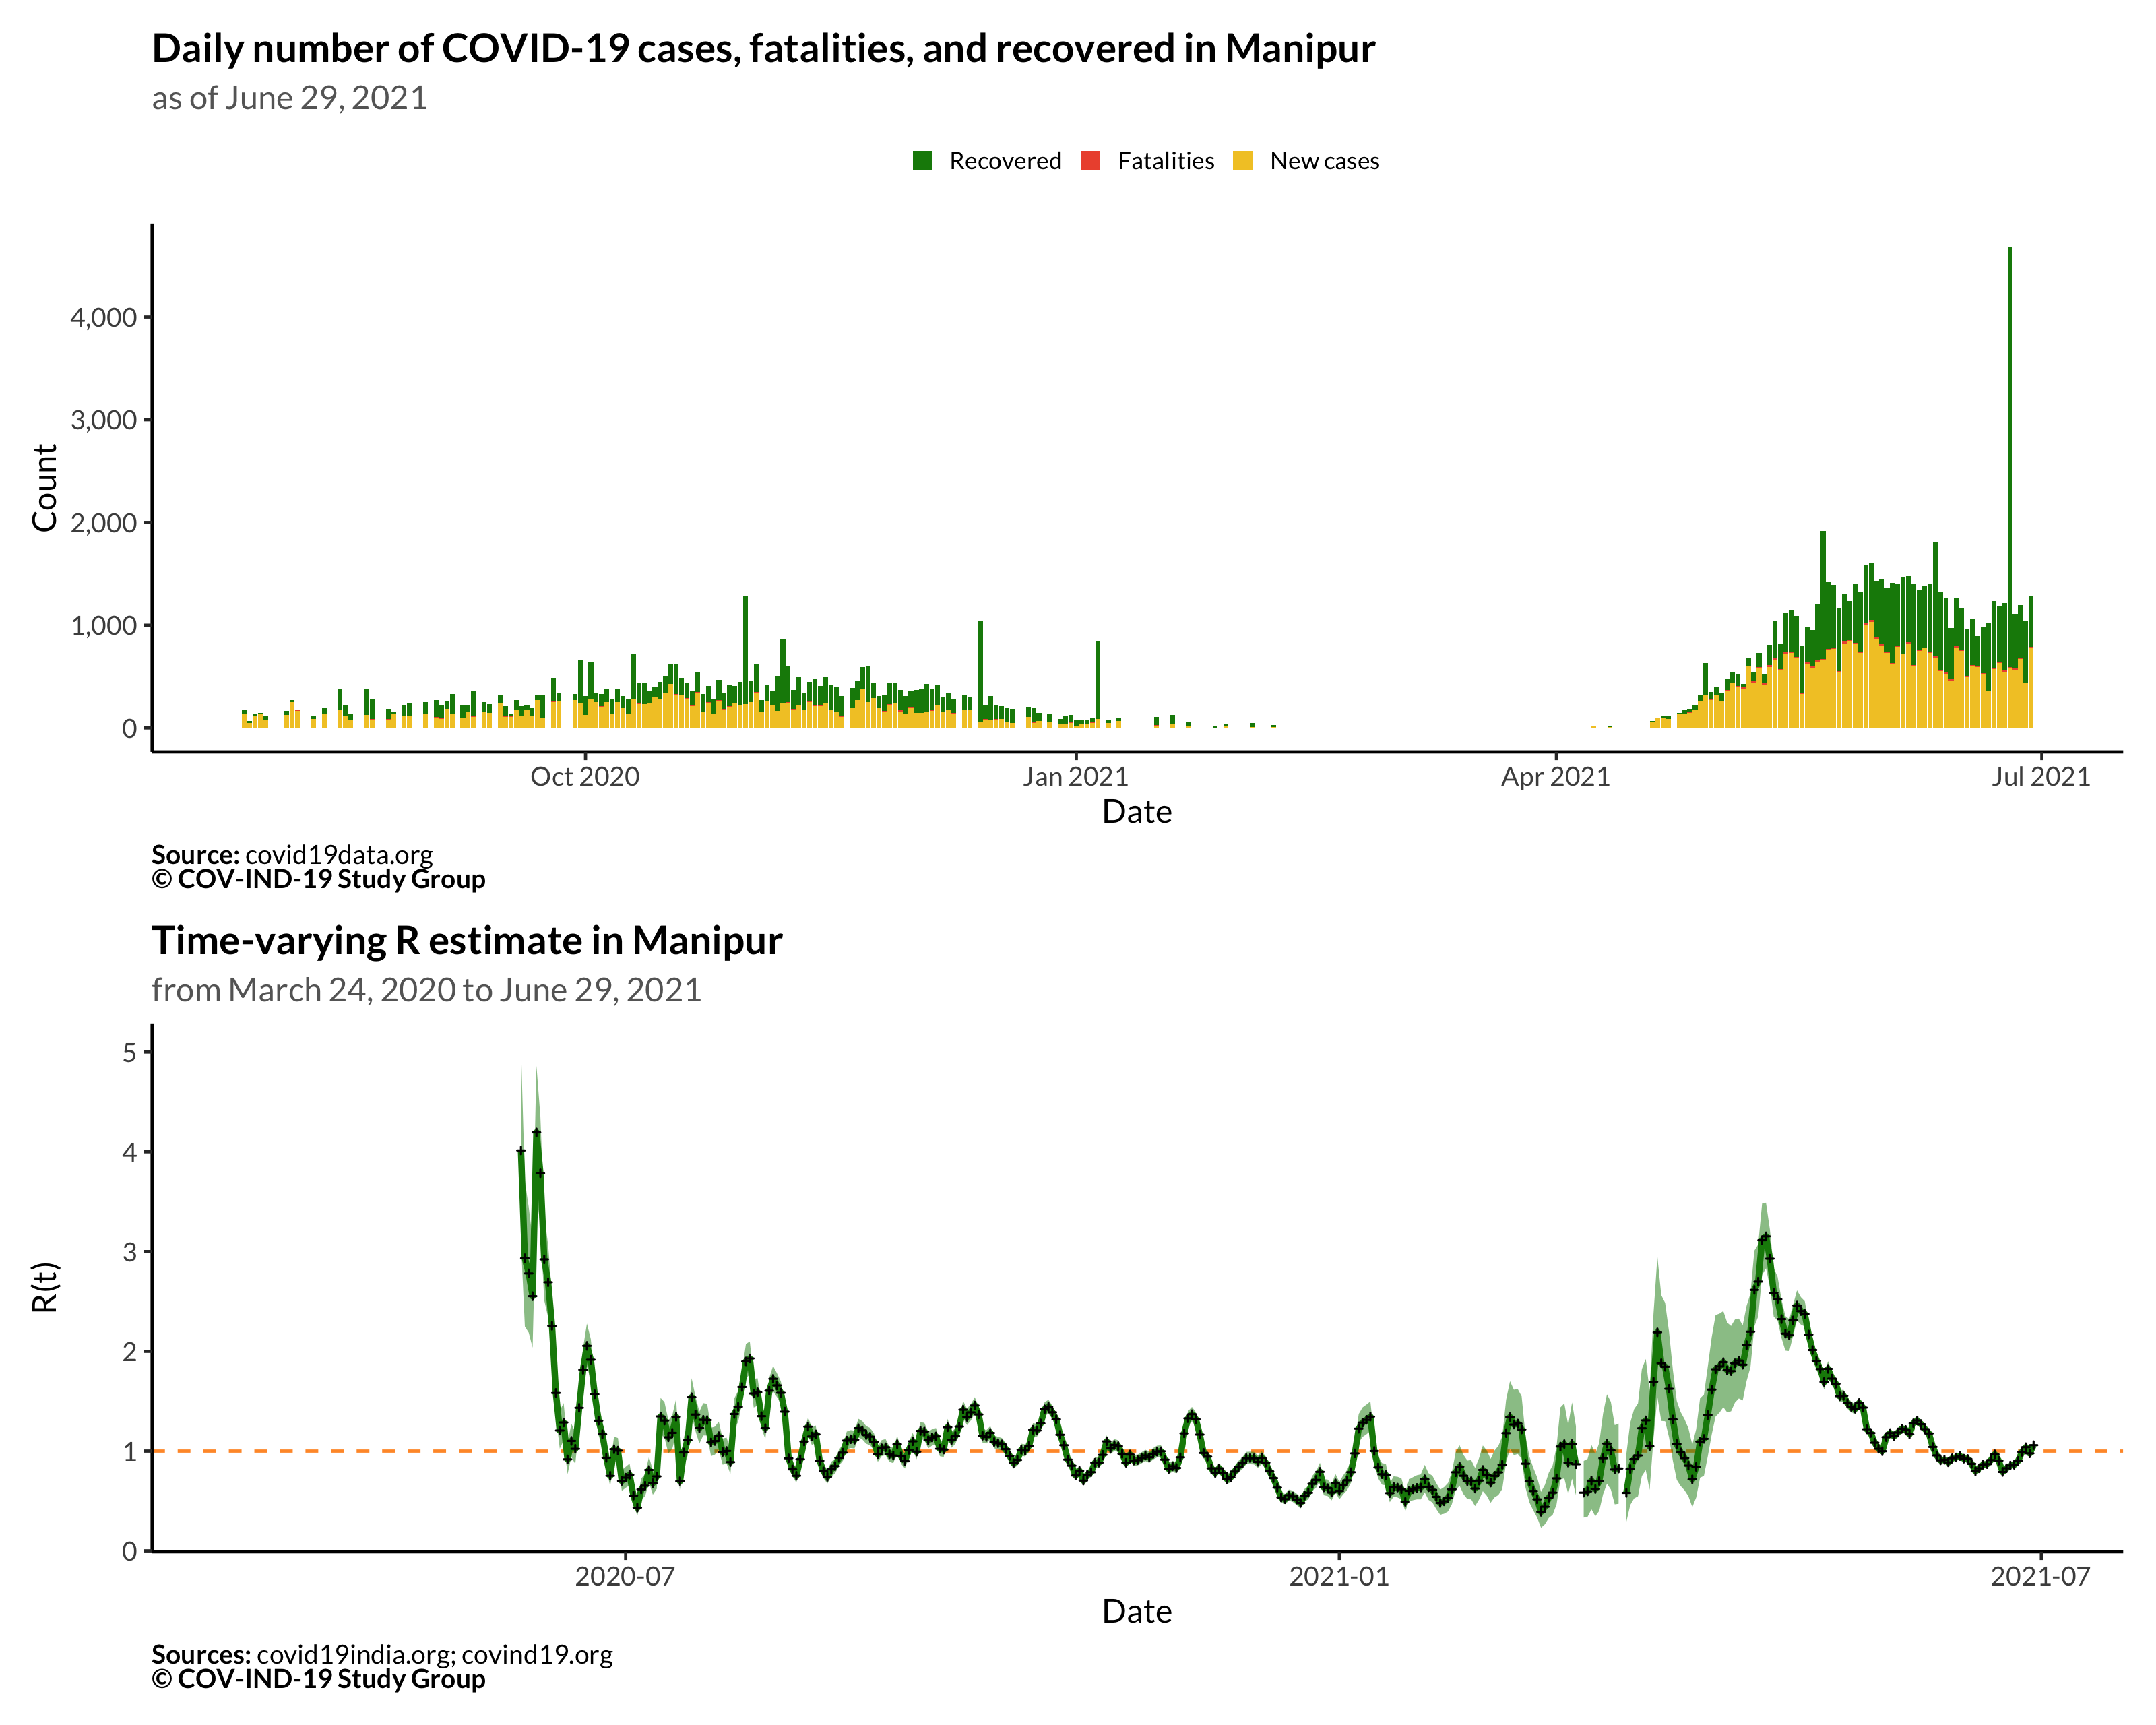 Daily number of COVID-19 cases, fatalities, and recovered in Manipur
as of June 29, 2021
Recovered Fatalities New cases
Count
4,000
3,000
2,000
1,000
0
Oct 2020 Jan 2021 Apr 2021 Jul 2021
Date
Source: covid19data.org
© COV-IND-19 Study Group
Time-varying R estimate in Manipur
from March 24, 2020 to June 29, 2021
R(t)
5
4
3
2
1
0
2020-07 2021-01 2021-07
Date
Sources: covid19india.org; covind19.org
© COV-IND-19 Study Group